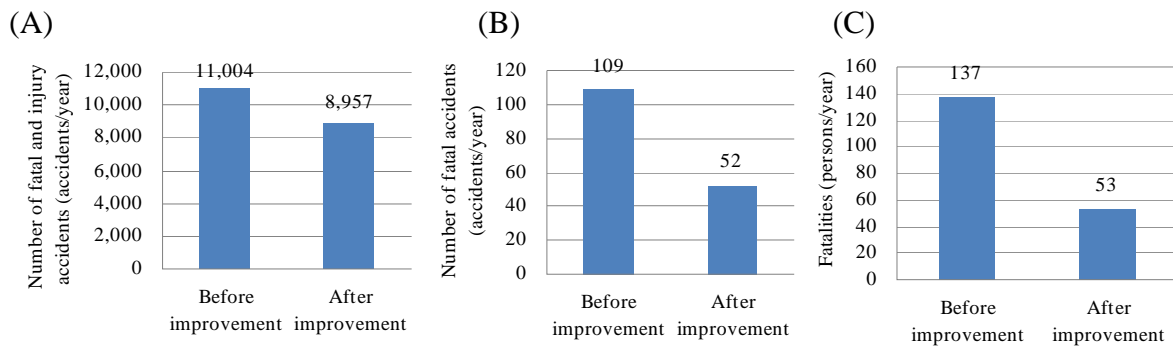 (A)
Number of fatal and injury
accidents (accidents/year)
12,000
10,000
8,000
6,000
4,000
2,000
0
11,004
8,957
Before
improvement
After
improvement
(B)
Number of fatal accidents
(accidents/year)
120
100
80
60
40
20
0
109
52
Before
improvement
After
improvement
(C)
Fatalities (persons/year)
160
140
120
100
80
60
40
20
0
137
53
Before
improvement
After
improvement